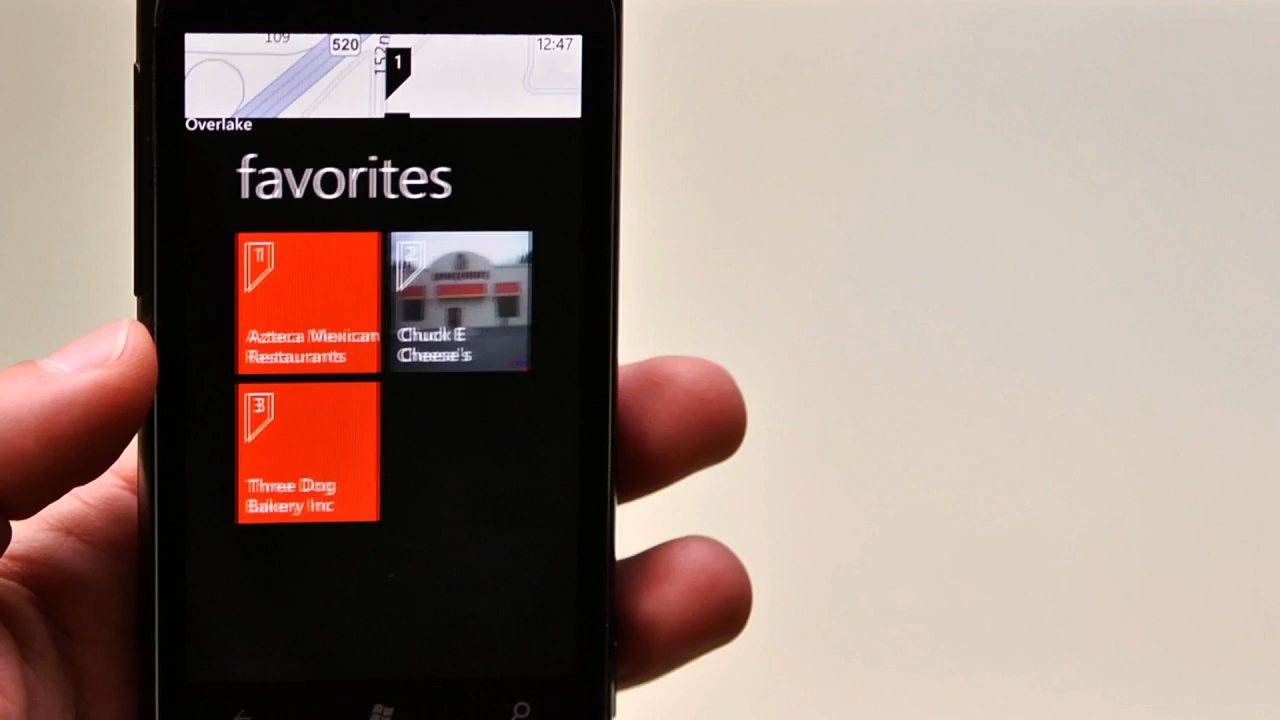 109
520
152n
12:47
1
Overlake
favorites
1
Azteca Mexican
Restaurants
2
Chuck E
Cheese's
3
Three Dog
Bakery Inc